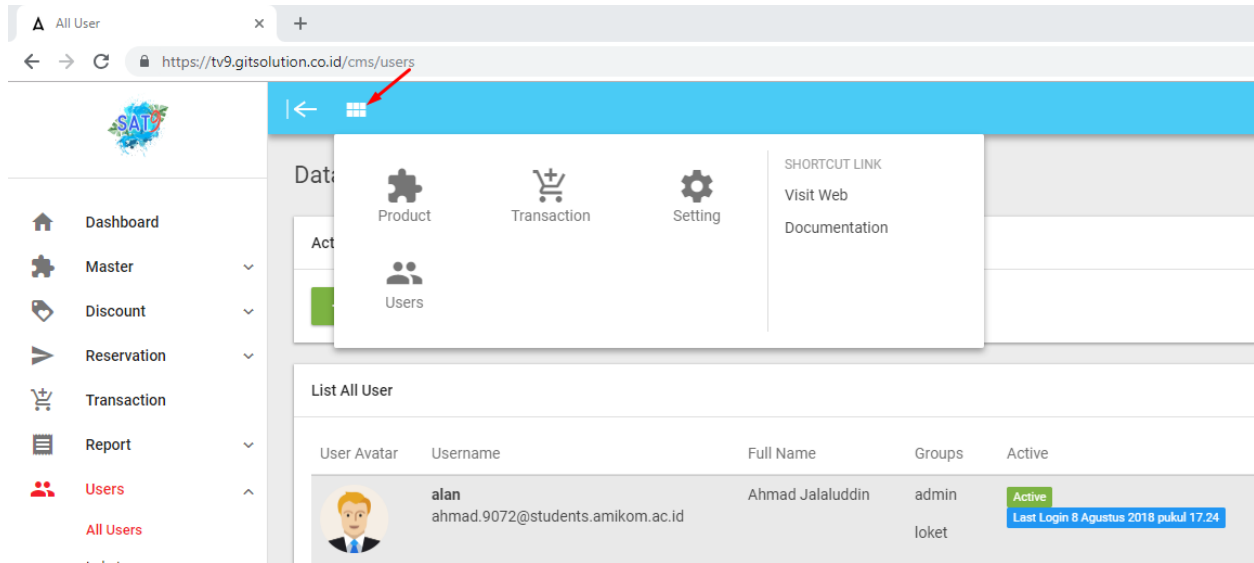 All User
https://tv9.gitsolution.co.id/cms/users
SAT9
Product
Transaction
Setting
Users
SHORTCUT LINK
Visit Web
Documentation
Dashboard
Master
Discount
Reservation
Transaction
Report
Users
All Users
Data
Act
List All User
User Avatar Username Full Name Groups Active
alan Ahmad Jalaluddin admin Active
ahmad.9072@students.amikom.ac.id loket Last Login 8 Agustus 2018 pukul 17.24